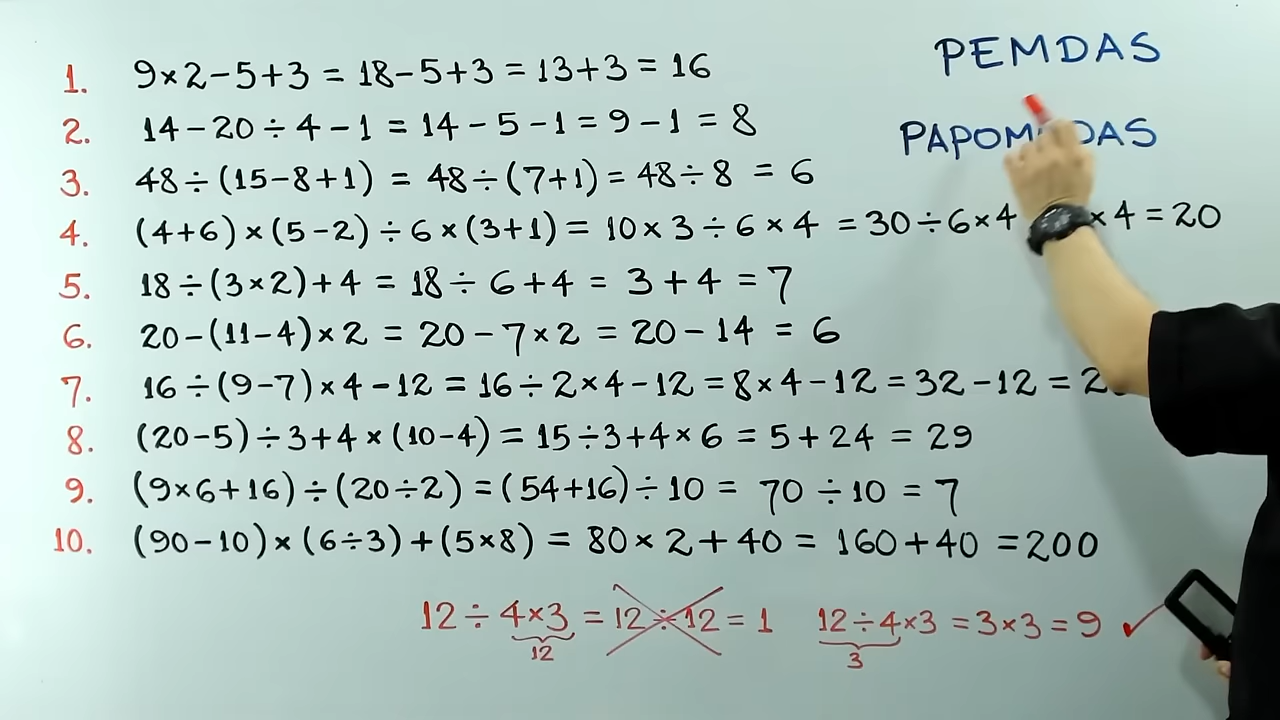 PEMDAS
PAPOM DAS
1. 9×2-5+3 = 18-5+3 = 13+3 = 16
2. 14-20÷4-1 = 14-5-1 = 9-1 = 8
3. 48÷(15-8+1) = 48÷(7+1) = 48÷8 = 6
4. (4+6)×(5-2)÷6×(3+1) = 10×3÷6×4 = 30÷6×4 ×4 = 20
5. 18÷(3×2)+4 = 18÷6+4 = 3+4 = 7
6. 20-(11-4)×2 = 20-7×2 = 20-14 = 6
7. 16÷(9-7)×4-12 = 16÷2×4-12 = 8×4-12 = 32-12 = 2
8. (20-5)÷3+4×(10-4) = 15÷3+4×6 = 5+24 = 29
9. (9×6+16)÷(20÷2) = (54+16)÷10 = 70÷10 = 7
10. (90-10)×(6÷3)+(5×8) = 80×2+40 = 160+40 = 200
12÷4×3 = 12÷12 = 1 12÷4×3 = 3×3 = 9 ✓
12 3